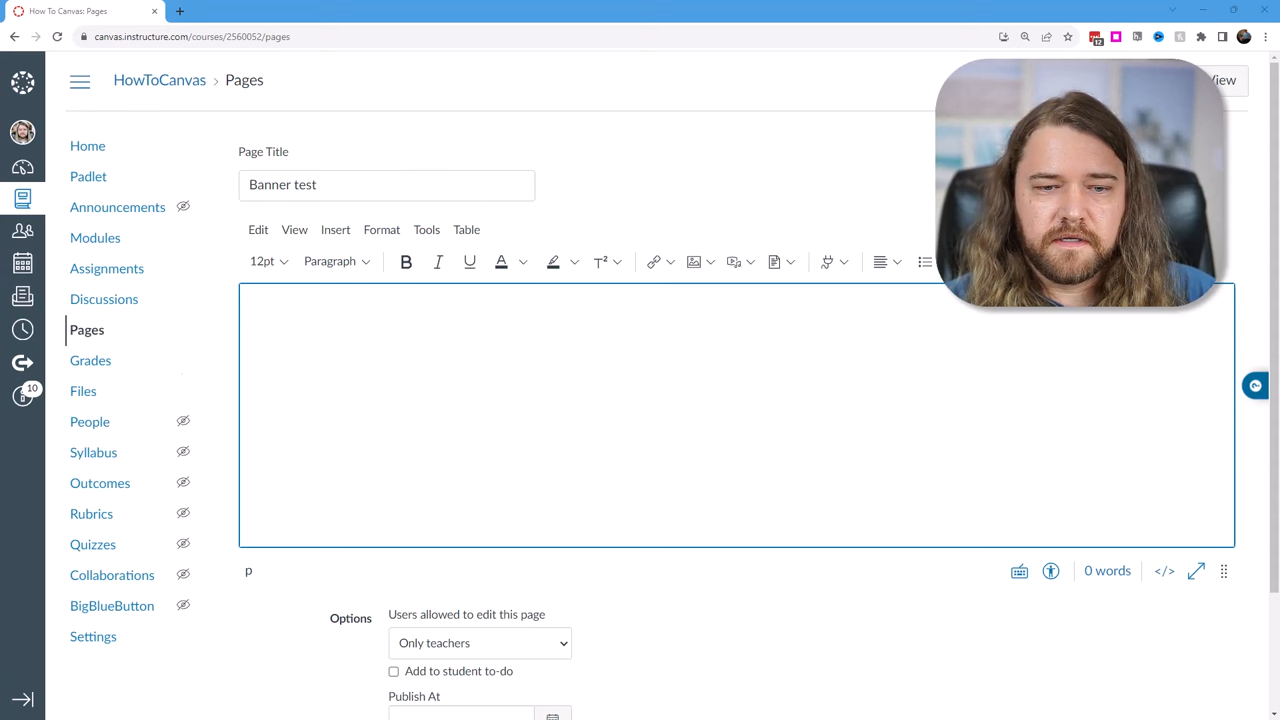 How To Canvas: Pages
canvas.instructure.com/courses/2560052/pages
12
HowToCanvas > Pages
View
Home
Padlet
Announcements
Modules
Assignments
Discussions
Pages
Grades
Files
People
Syllabus
Outcomes
Rubrics
Quizzes
Collaborations
BigBlueButton
Settings
10
Page Title
Banner test
Edit View Insert Format Tools Table
12pt Paragraph B I U A T²
p
0 words </>
Options
Users allowed to edit this page
Only teachers
Add to student to-do
Publish At